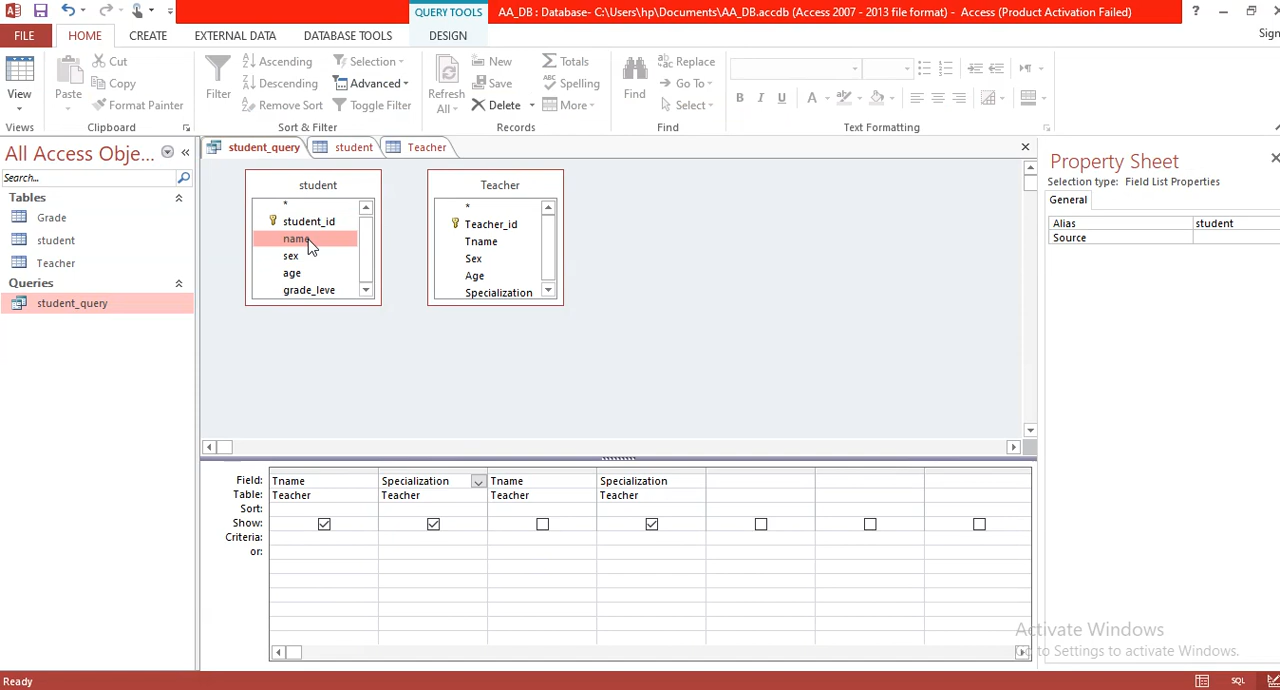 QUERY TOOLS
AA_DB : Database- C:\Users\hp\Documents\AA_DB.accdb (Access 2007 - 2013 file format) - Access (Product Activation Failed)
?
FILE HOME CREATE EXTERNAL DATA DATABASE TOOLS DESIGN
Sign
View
Views
Paste
Cut
Copy
Format Painter
Clipboard
Filter
Ascending
Descending
Remove Sort
Selection
Advanced
Toggle Filter
Sort & Filter
Refresh
All
New
Save
Delete
Totals
Spelling
More
Records
Find
Replace
Go To
Select
Find
B I U A
Text Formatting
All Access Obje...
Search...
Tables
Grade
student
Teacher
Queries
student_query
student_query student Teacher
student
*
student_id
name
sex
age
grade_leve
Teacher
*
Teacher_id
Tname
Sex
Age
Specialization
Field: Tname Specialization Tname Specialization
Table: Teacher Teacher Teacher Teacher
Sort:
Show:
Criteria:
or:
Property Sheet
Selection type: Field List Properties
General
Alias student
Source
Activate Windows
to Settings to activate Windows.
Ready
SQL